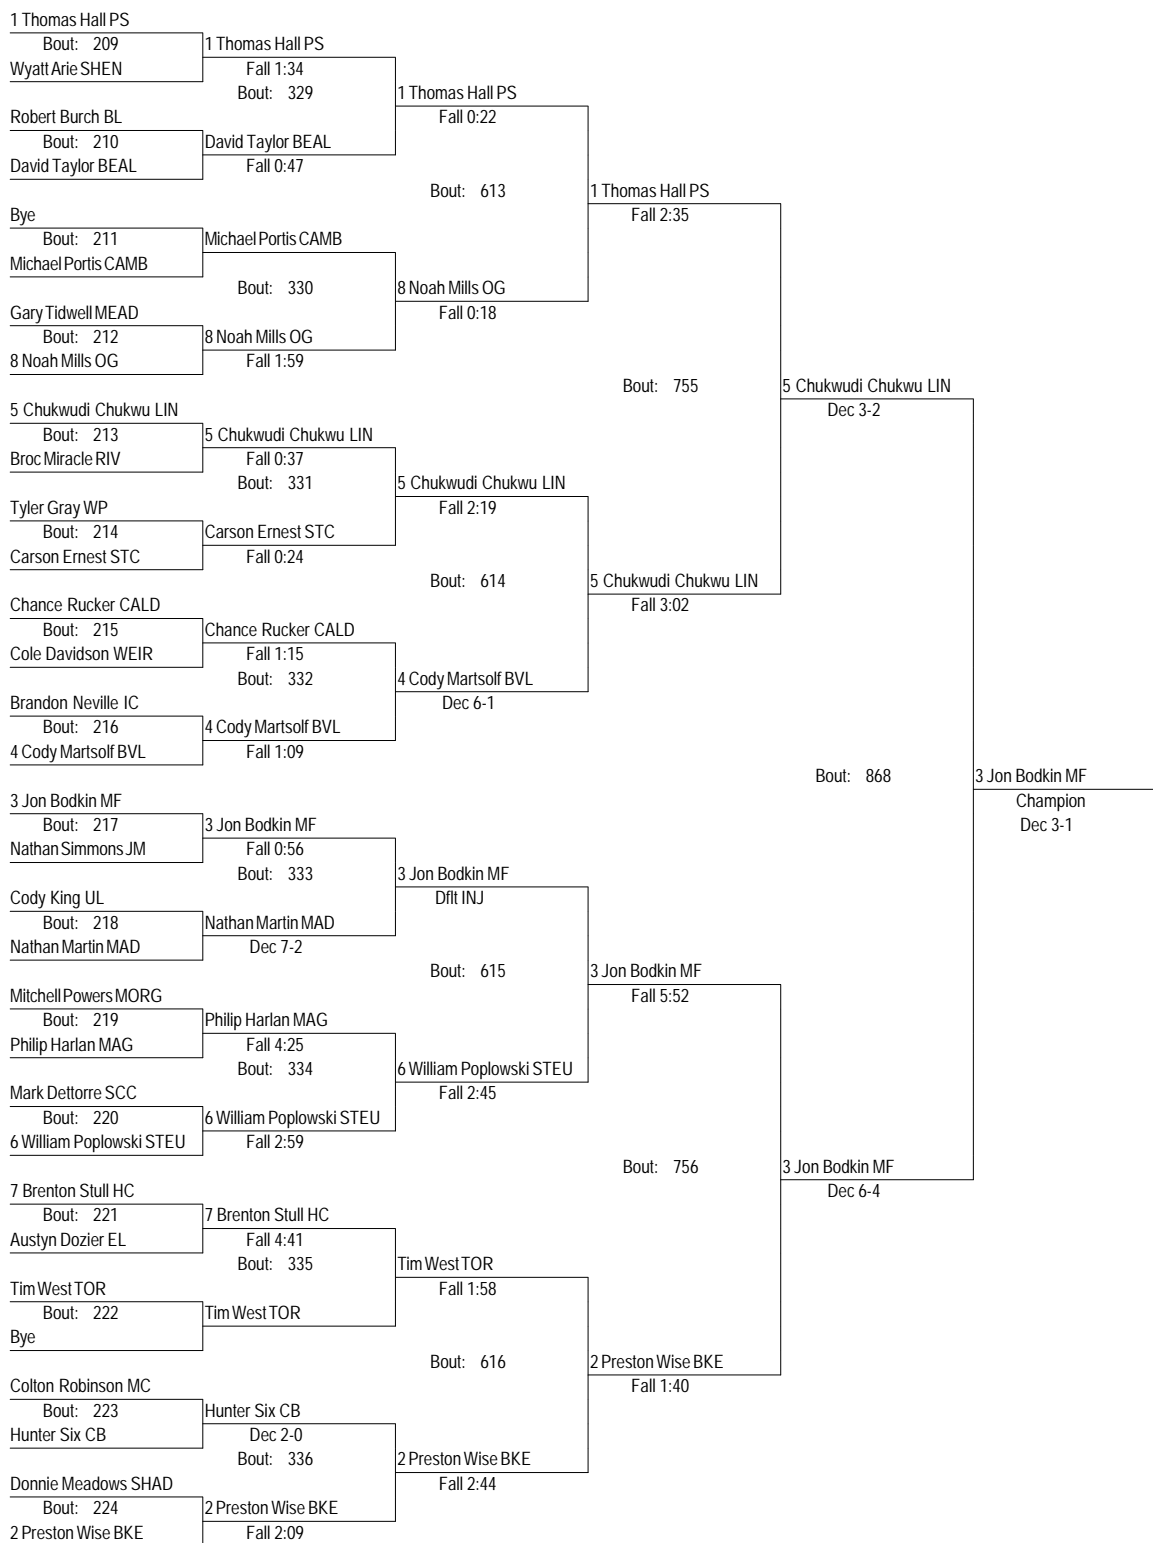 1 Thomas Hall PS
Bout: 209
1 Thomas Hall PS
Wyatt Arie SHEN
Fall 1:34
Bout: 329
1 Thomas Hall PS
Robert Burch BL
Fall 0:22
Bout: 210
David Taylor BEAL
David Taylor BEAL
Fall 0:47
Bout: 613
1 Thomas Hall PS
Bye
Fall 2:35
Bout: 211
Michael Portis CAMB
Michael Portis CAMB
Bout: 330
8 Noah Mills OG
Gary Tidwell MEAD
Fall 0:18
Bout: 212
8 Noah Mills OG
8 Noah Mills OG
Fall 1:59
Bout: 755
5 Chukwudi Chukwu LIN
5 Chukwudi Chukwu LIN
Dec 3-2
Bout: 213
5 Chukwudi Chukwu LIN
Broc Miracle RIV
Fall 0:37
Bout: 331
5 Chukwudi Chukwu LIN
Tyler Gray WP
Fall 2:19
Bout: 214
Carson Ernest STC
Carson Ernest STC
Fall 0:24
Bout: 614
5 Chukwudi Chukwu LIN
Chance Rucker CALD
Fall 3:02
Bout: 215
Chance Rucker CALD
Cole Davidson WEIR
Fall 1:15
Bout: 332
4 Cody Martsolf BVL
Brandon Neville IC
Dec 6-1
Bout: 216
4 Cody Martsolf BVL
4 Cody Martsolf BVL
Fall 1:09
Bout: 868
3 Jon Bodkin MF
3 Jon Bodkin MF
Champion
Bout: 217
3 Jon Bodkin MF
Dec 3-1
Nathan Simmons JM
Fall 0:56
Bout: 333
3 Jon Bodkin MF
Cody King UL
Dflt INJ
Bout: 218
Nathan Martin MAD
Nathan Martin MAD
Dec 7-2
Bout: 615
3 Jon Bodkin MF
Mitchell Powers MORG
Fall 5:52
Bout: 219
Philip Harlan MAG
Philip Harlan MAG
Fall 4:25
Bout: 334
6 William Poplowski STEU
Mark Dettorre SCC
Fall 2:45
Bout: 220
6 William Poplowski STEU
6 William Poplowski STEU
Fall 2:59
Bout: 756
3 Jon Bodkin MF
7 Brenton Stull HC
Dec 6-4
Bout: 221
7 Brenton Stull HC
Austyn Dozier EL
Fall 4:41
Bout: 335
Tim West TOR
Tim West TOR
Fall 1:58
Bout: 222
Tim West TOR
Bye
Bout: 616
2 Preston Wise BKE
Colton Robinson MC
Fall 1:40
Bout: 223
Hunter Six CB
Hunter Six CB
Dec 2-0
Bout: 336
2 Preston Wise BKE
Donnie Meadows SHAD
Fall 2:44
Bout: 224
2 Preston Wise BKE
2 Preston Wise BKE
Fall 2:09